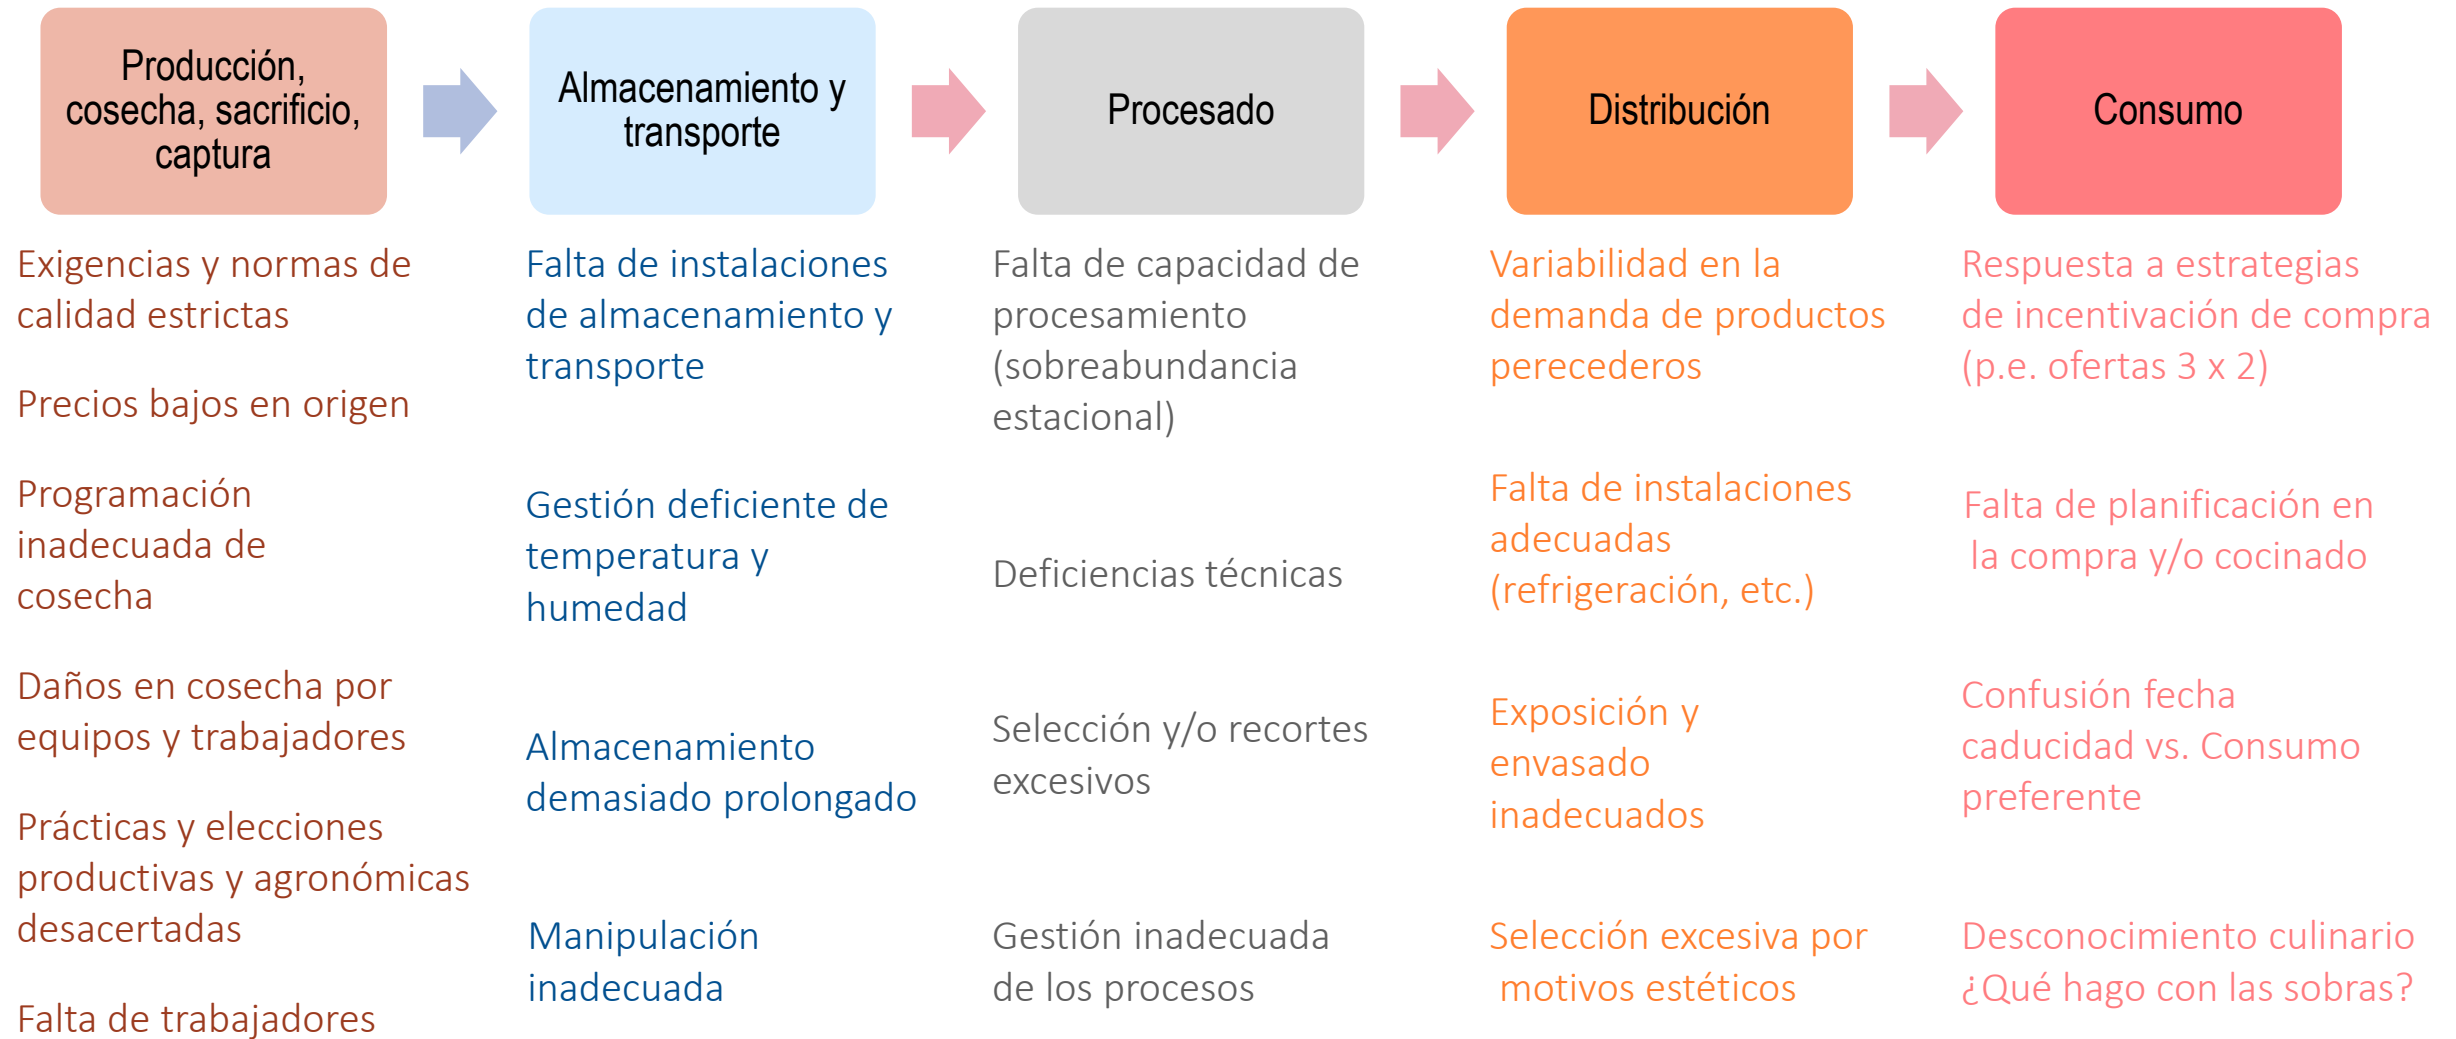 Producción,
cosecha, sacrificio,
captura
Almacenamiento y
transporte
Procesado
Distribución
Consumo
Exigencias y normas de
calidad estrictas
Precios bajos en origen
Programación
inadecuada de
cosecha
Daños en cosecha por
equipos y trabajadores
Prácticas y elecciones
productivas y agronómicas
desacertadas
Falta de trabajadores
Falta de instalaciones
de almacenamiento y
transporte
Gestión deficiente de
temperatura y
humedad
Almacenamiento
demasiado prolongado
Manipulación
inadecuada
Falta de capacidad de
procesamiento
(sobreabundancia
estacional)
Deficiencias técnicas
Selección y/o recortes
excesivos
Gestión inadecuada
de los procesos
Variabilidad en la
demanda de productos
perecederos
Falta de instalaciones
adecuadas
(refrigeración, etc.)
Exposición y
envasado
inadecuados
Selección excesiva por
motivos estéticos
Respuesta a estrategias
de incentivación de compra
(p.e. ofertas 3 x 2)
Falta de planificación en
la compra y/o cocinado
Confusión fecha
caducidad vs. Consumo
preferente
Desconocimiento culinario
¿Qué hago con las sobras?